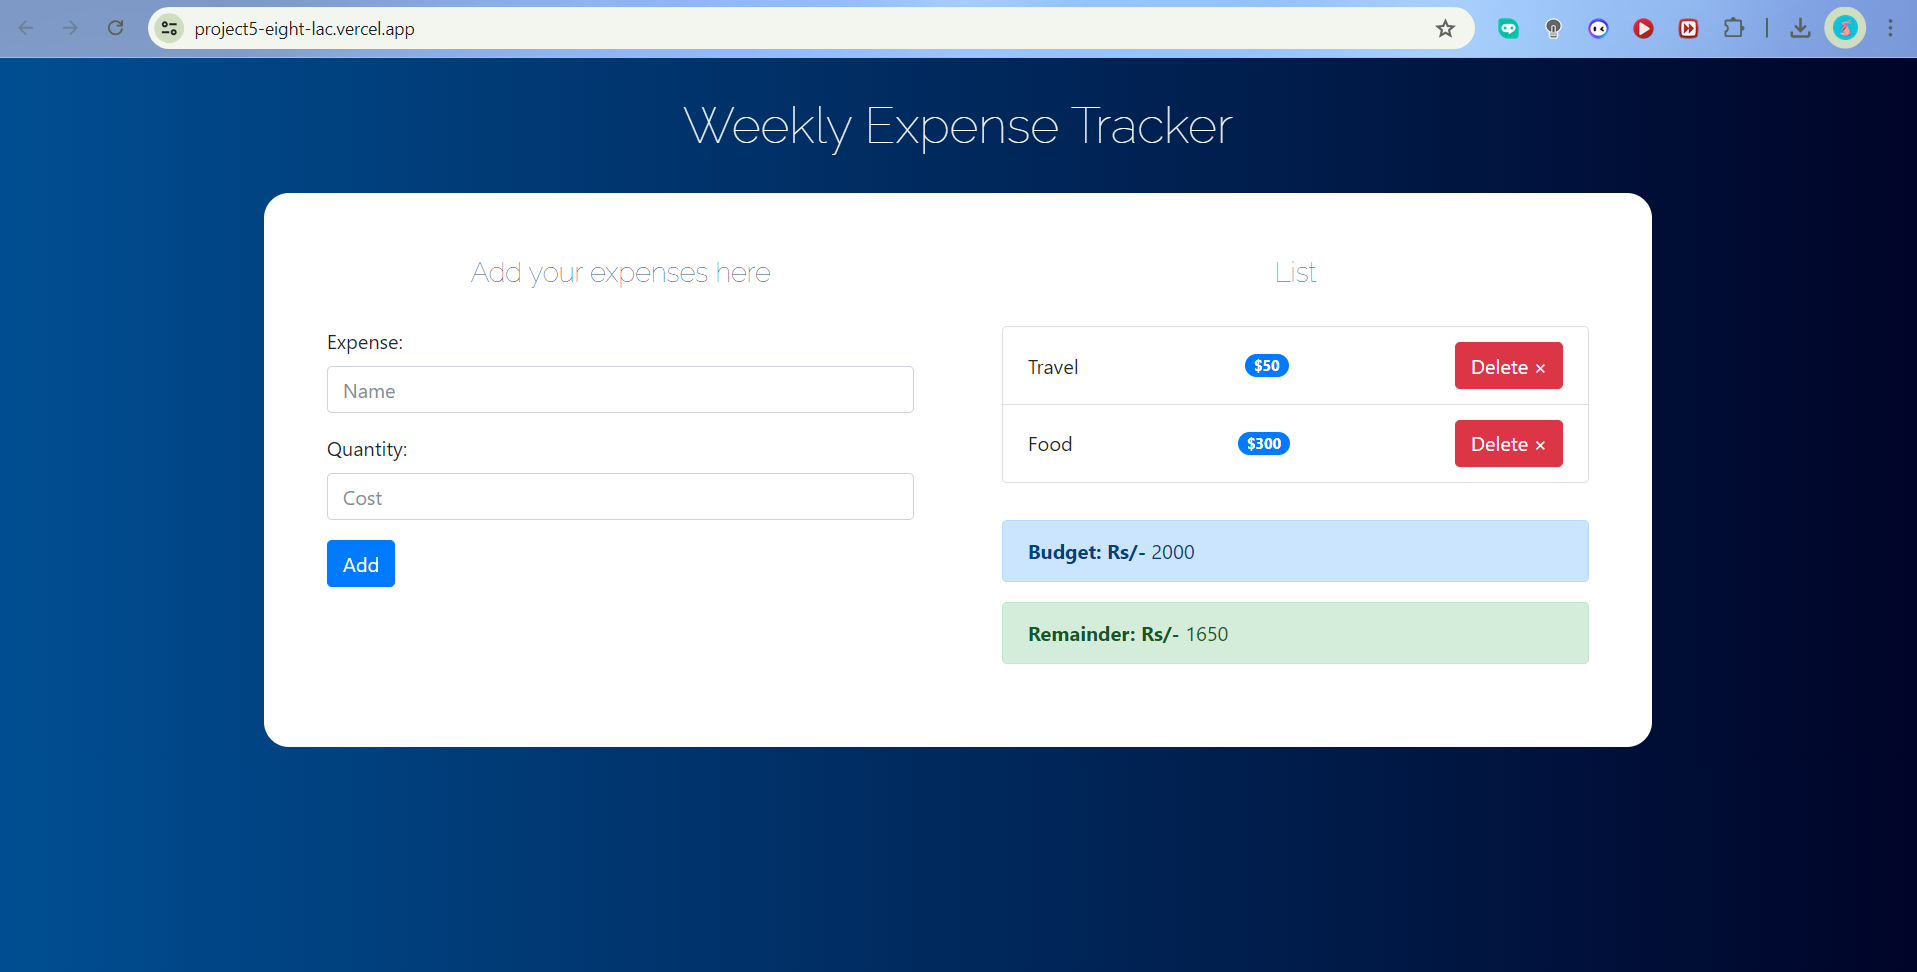 project5-eight-lac.vercel.app
Weekly Expense Tracker
Add your expenses here
Expense:
Name
Quantity:
Cost
Add
List
Travel $50 Delete ×
Food $300 Delete ×
Budget: Rs/- 2000
Remainder: Rs/- 1650